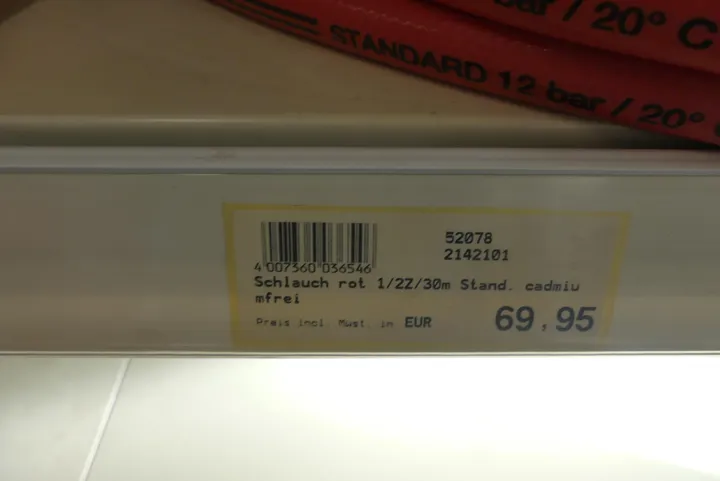 bar / 20° C
STANDARD 12 bar / 20°
52078
2142101
4 007360 036546
Schlauch rot 1/2Z/30m Stand. cadmiu
mfrei
Preis incl. Mwst. in EUR 69,95